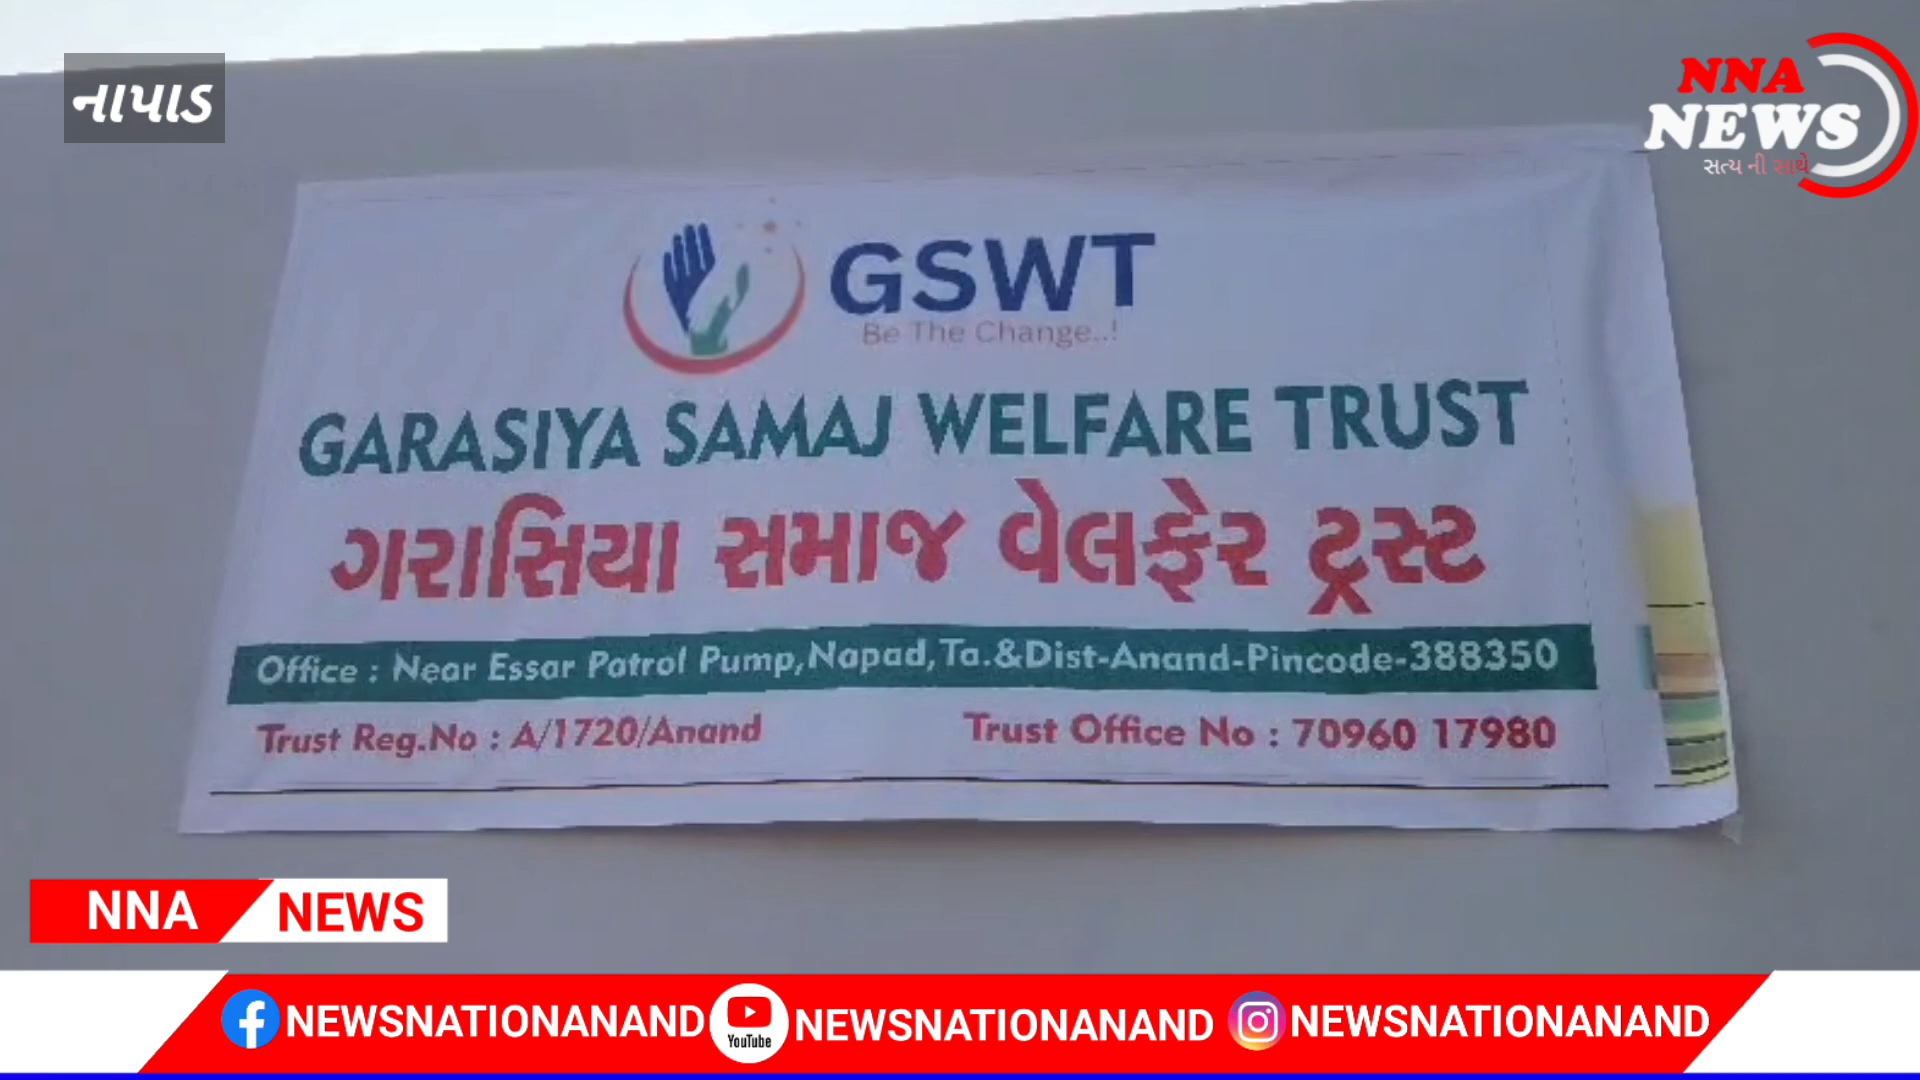 નાપાડ
NNA
NEWS
સત્ય ની સાથે
GSWT
Be The Change..!
GARASIYA SAMAJ WELFARE TRUST
ગરાસિયા સમાજ વેલફેર ટ્રસ્ટ
Office : Near Essar Patrol Pump,Napad,Ta.&Dist-Anand-Pincode-388350
Trust Reg.No : A/1720/Anand
Trust Office No : 70960 17980
NNA NEWS
NEWSNATIONANAND YouTube NEWSNATIONANAND NEWSNATIONANAND